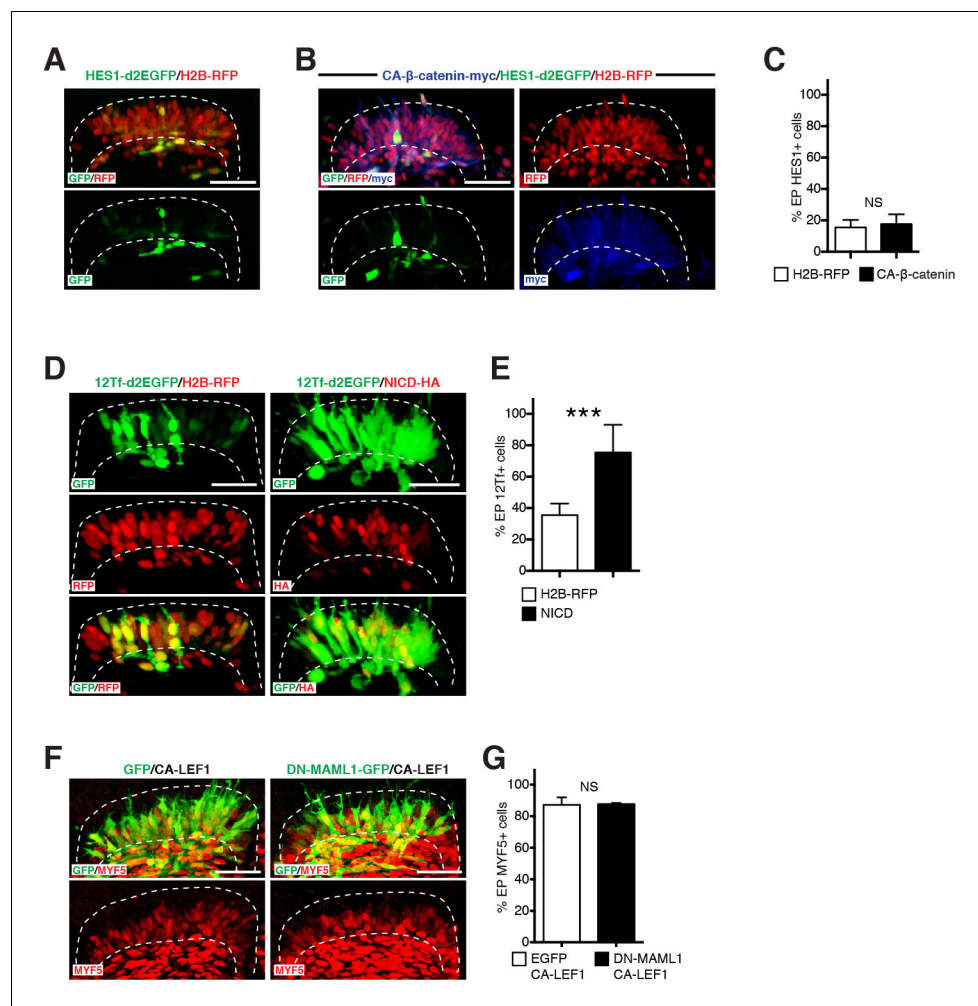 A
HES1-d2EGFP/H2B-RFP
GFP/RFP
GFP
B
CA-β-catenin-myc/HES1-d2EGFP/H2B-RFP
GFP/RFP/myc
RFP
GFP
myc
C
% EP HES1+ cells
100
80
60
40
20
0
NS
H2B-RFP
CA-β-catenin
D
12Tf-d2EGFP/H2B-RFP
12Tf-d2EGFP/NICD-HA
GFP
GFP
RFP
HA
GFP/RFP
GFP/HA
E
% EP 12Tf+ cells
100
80
60
40
20
0
***
H2B-RFP
NICD
F
GFP/CA-LEF1
DN-MAML1-GFP/CA-LEF1
GFP/MYF5
GFP/MYF5
MYF5
MYF5
G
% EP MYF5+ cells
100
80
60
40
20
0
NS
EGFP
CA-LEF1
DN-MAML1
CA-LEF1